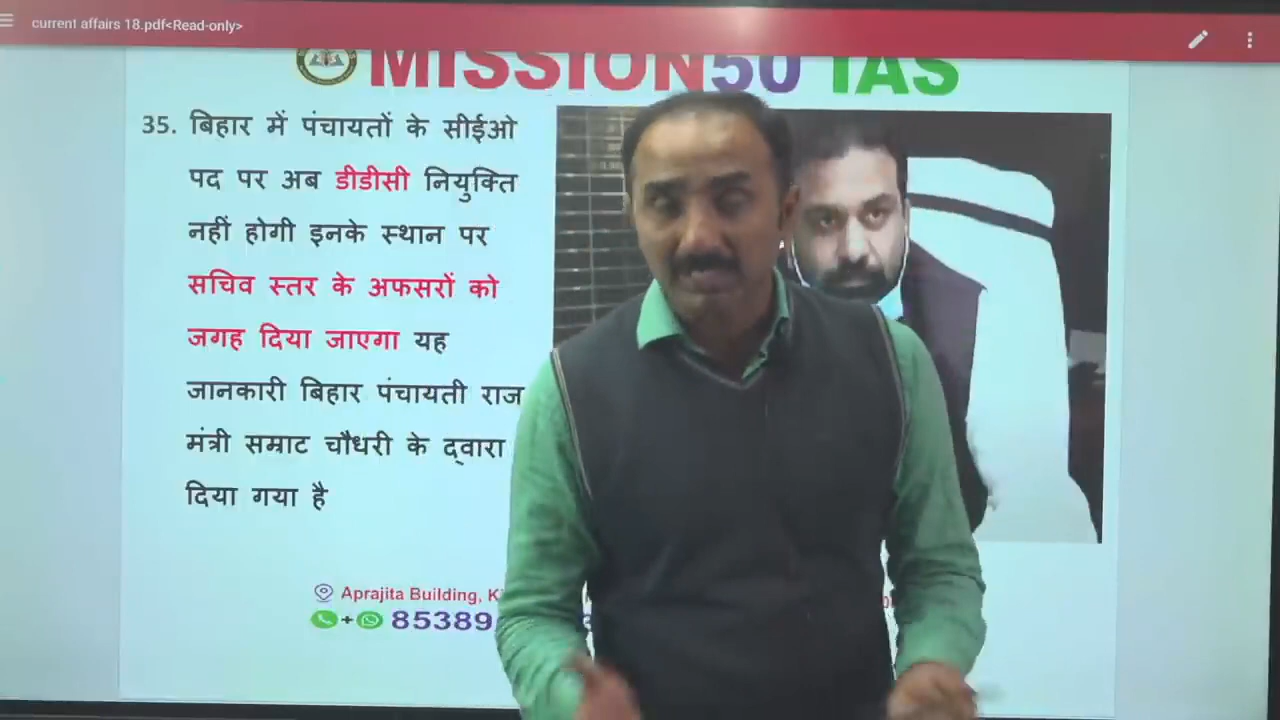 current affairs 18.pdf<Read-only>
MISSION50 IAS
35. बिहार में पंचायतों के सीईओ
पद पर अब डीडीसी नियुक्ति
नहीं होगी इनके स्थान पर
सचिव स्तर के अफसरों को
जगह दिया जाएगा यह
जानकारी बिहार पंचायती राज
मंत्री सम्राट चौधरी के द्वारा
दिया गया है
Aprajita Building,
+ 85389